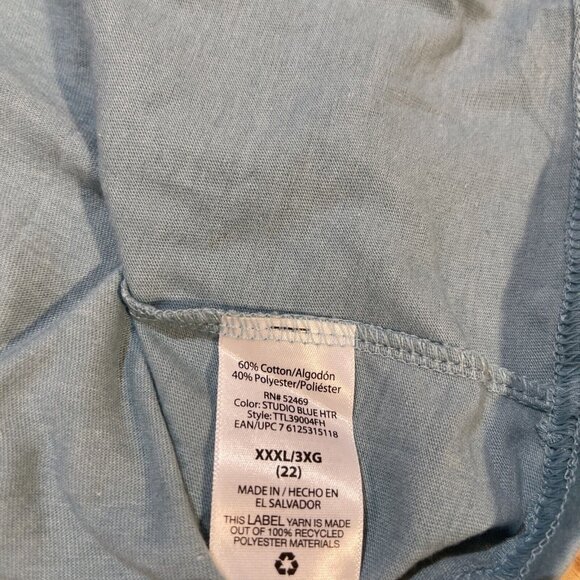 60% Cotton/Algodón
40% Polyester/Poliéster
RN# 52469
Color: STUDIO BLUE HTR
Style: TTL39004FH
EAN/UPC 7 6125315118
XXXL/3XG
(22)
MADE IN / HECHO EN
EL SALVADOR
THIS LABEL YARN IS MADE
OUT OF 100% RECYCLED
POLYESTER MATERIALS